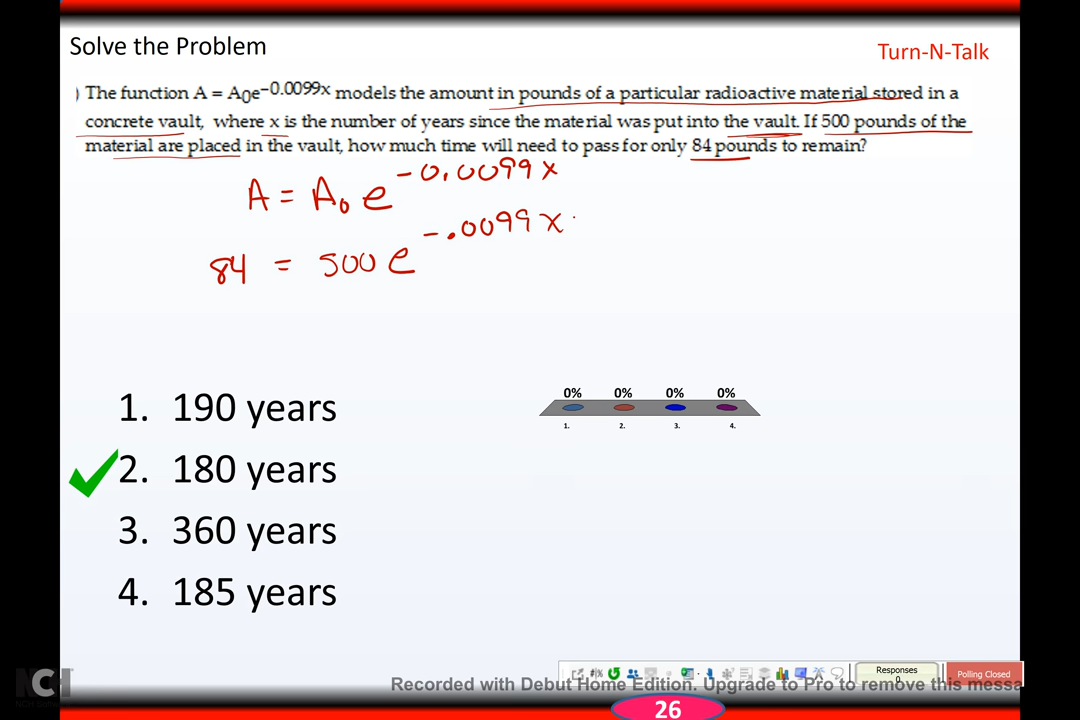 Solve the Problem
Turn-N-Talk
) The function A = A₀e^−0.0099x models the amount in pounds of a particular radioactive material stored in a
concrete vault, where x is the number of years since the material was put into the vault. If 500 pounds of the
material are placed in the vault, how much time will need to pass for only 84 pounds to remain?
A = A₀ e^−0.0099x
84 = 500 e^−.0099x
1. 190 years
2. 180 years
3. 360 years
4. 185 years
0% 0% 0% 0%
1. 2. 3. 4.
Responses
0
Polling Closed
NCH
Recorded with Debut Home Edition. Upgrade to Pro to remove this messa
26